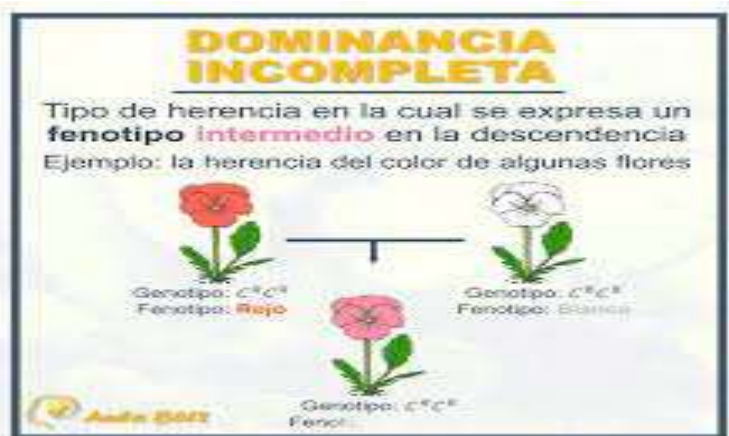 DOMINANCIA
INCOMPLETA
Tipo de herencia en la cual se expresa un
fenotipo intermedio en la descendencia
Ejemplo: la herencia del color de algunas flores
Genotipo:
Fenotipo: Rojo
Genotipo:
Fenotipo: Blanco
Genotipo:
Fenot